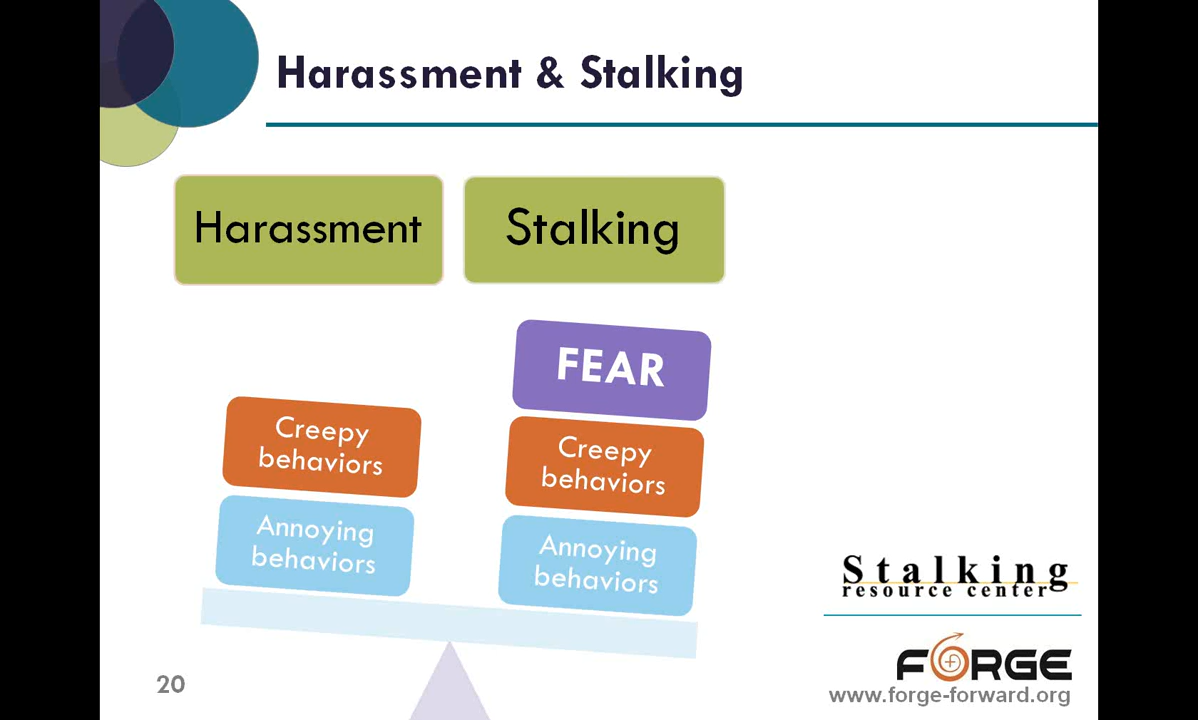 Harassment & Stalking
Harassment
Stalking
FEAR
Creepy
behaviors
Creepy
behaviors
Annoying
behaviors
Annoying
behaviors
Stalking
resource center
FORGE
www.forge-forward.org
20